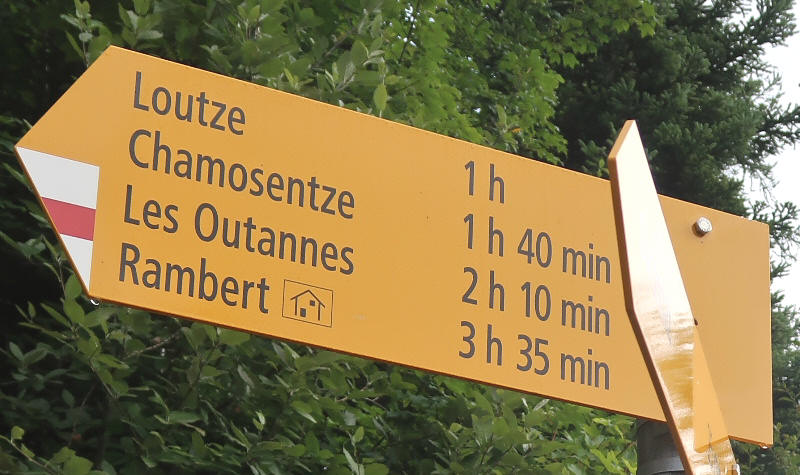 Loutze 1 h
Chamosentze 1 h 40 min
Les Outannes 2 h 10 min
Rambert 3 h 35 min